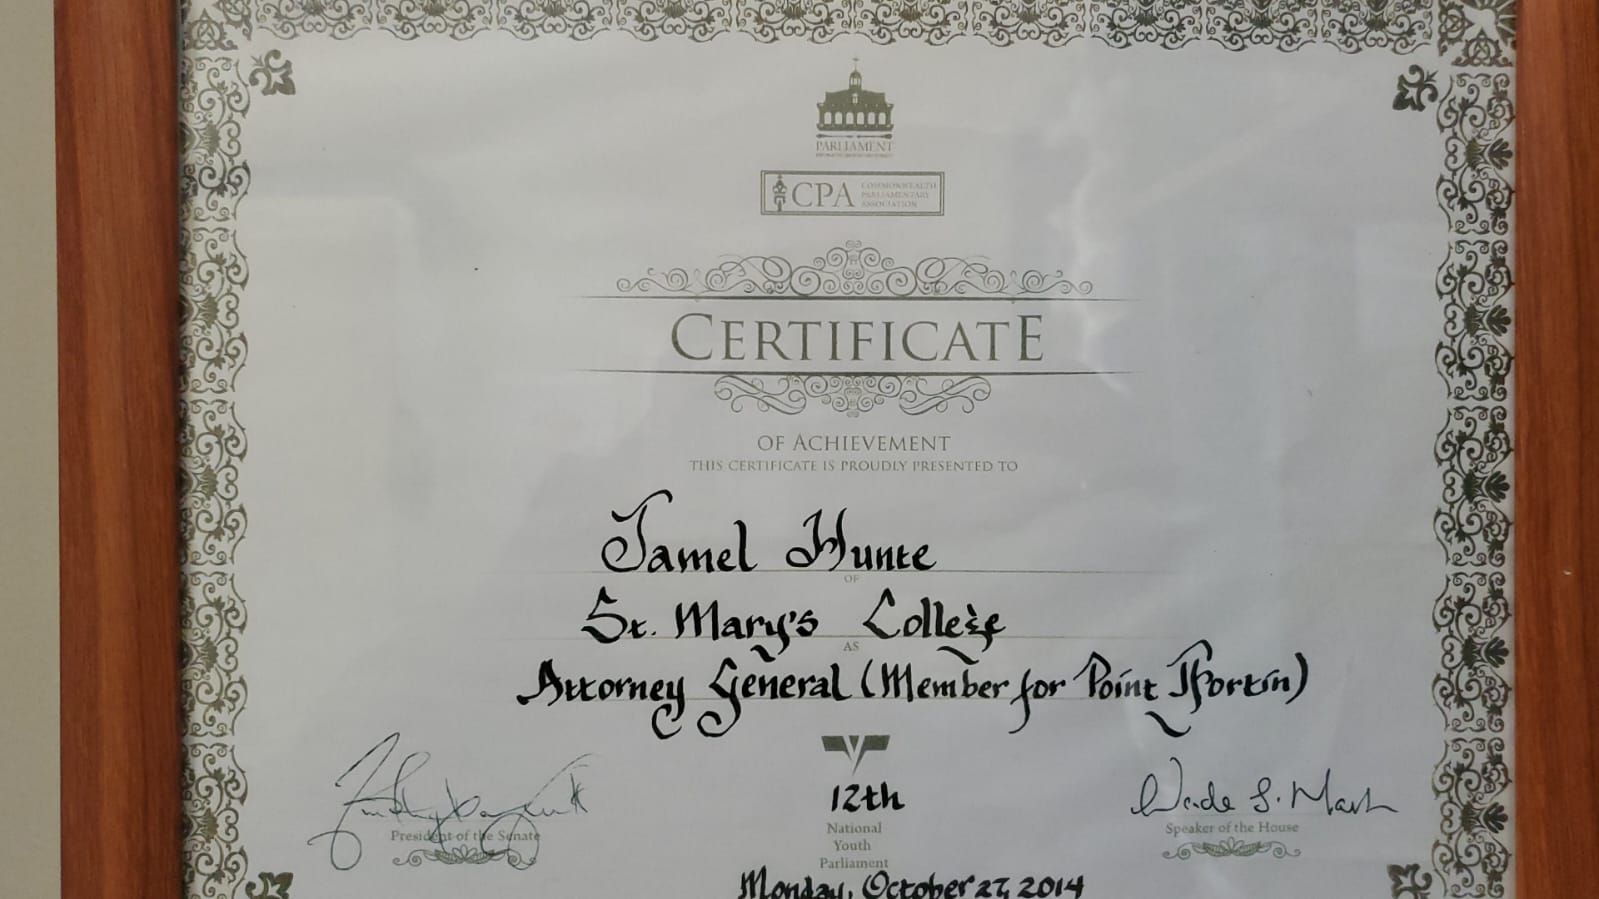 PARLIAMENT
CPA COMMONWEALTH
PARLIAMENTARY
ASSOCIATION
CERTIFICATE
OF ACHIEVEMENT
THIS CERTIFICATE IS PROUDLY PRESENTED TO
Jamel Hunte
OF
St. Mary's College
AS
Attorney General (Member for Point Fortin)
12th
National
Youth
Parliament
President of the Senate
Wade S. Mark
Speaker of the House
Monday, October 27, 2014